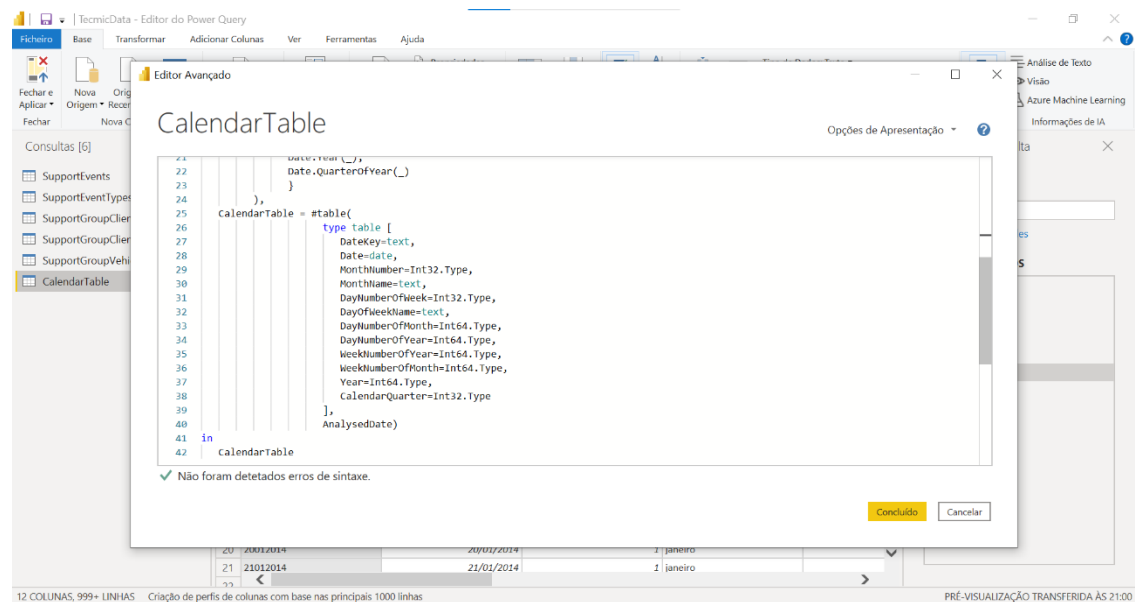 TecmicData - Editor do Power Query
Ficheiro Base Transformar Adicionar Colunas Ver Ferramentas Ajuda
Fechar e Aplicar
Nova Origem
Fechar
Análise de Texto
Visão
Azure Machine Learning
Informações de IA
Consultas [6]
SupportEvents
SupportEventTypes
SupportGroupClier
SupportGroupClier
SupportGroupVehi
CalendarTable
Editor Avançado
CalendarTable
Opções de Apresentação
21 Date.Year(_),
22 Date.QuarterOfYear(_)
23 }
24 ),
25 CalendarTable = #table(
26 type table [
27 DateKey=text,
28 Date=date,
29 MonthNumber=Int32.Type,
30 MonthName=text,
31 DayNumberOfWeek=Int32.Type,
32 DayOfWeekName=text,
33 DayNumberOfMonth=Int64.Type,
34 DayNumberOfYear=Int64.Type,
35 WeekNumberOfYear=Int64.Type,
36 WeekNumberOfMonth=Int64.Type,
37 Year=Int64.Type,
38 CalendarQuarter=Int32.Type
39 ],
40 AnalysedDate)
41 in
42 CalendarTable
Não foram detetados erros de sintaxe.
Concluído Cancelar
20 20012014 20/01/2014 1 janeiro
21 21012014 21/01/2014 1 janeiro
12 COLUNAS, 999+ LINHAS Criação de perfis de colunas com base nas principais 1000 linhas
PRÉ-VISUALIZAÇÃO TRANSFERIDA ÀS 21:00